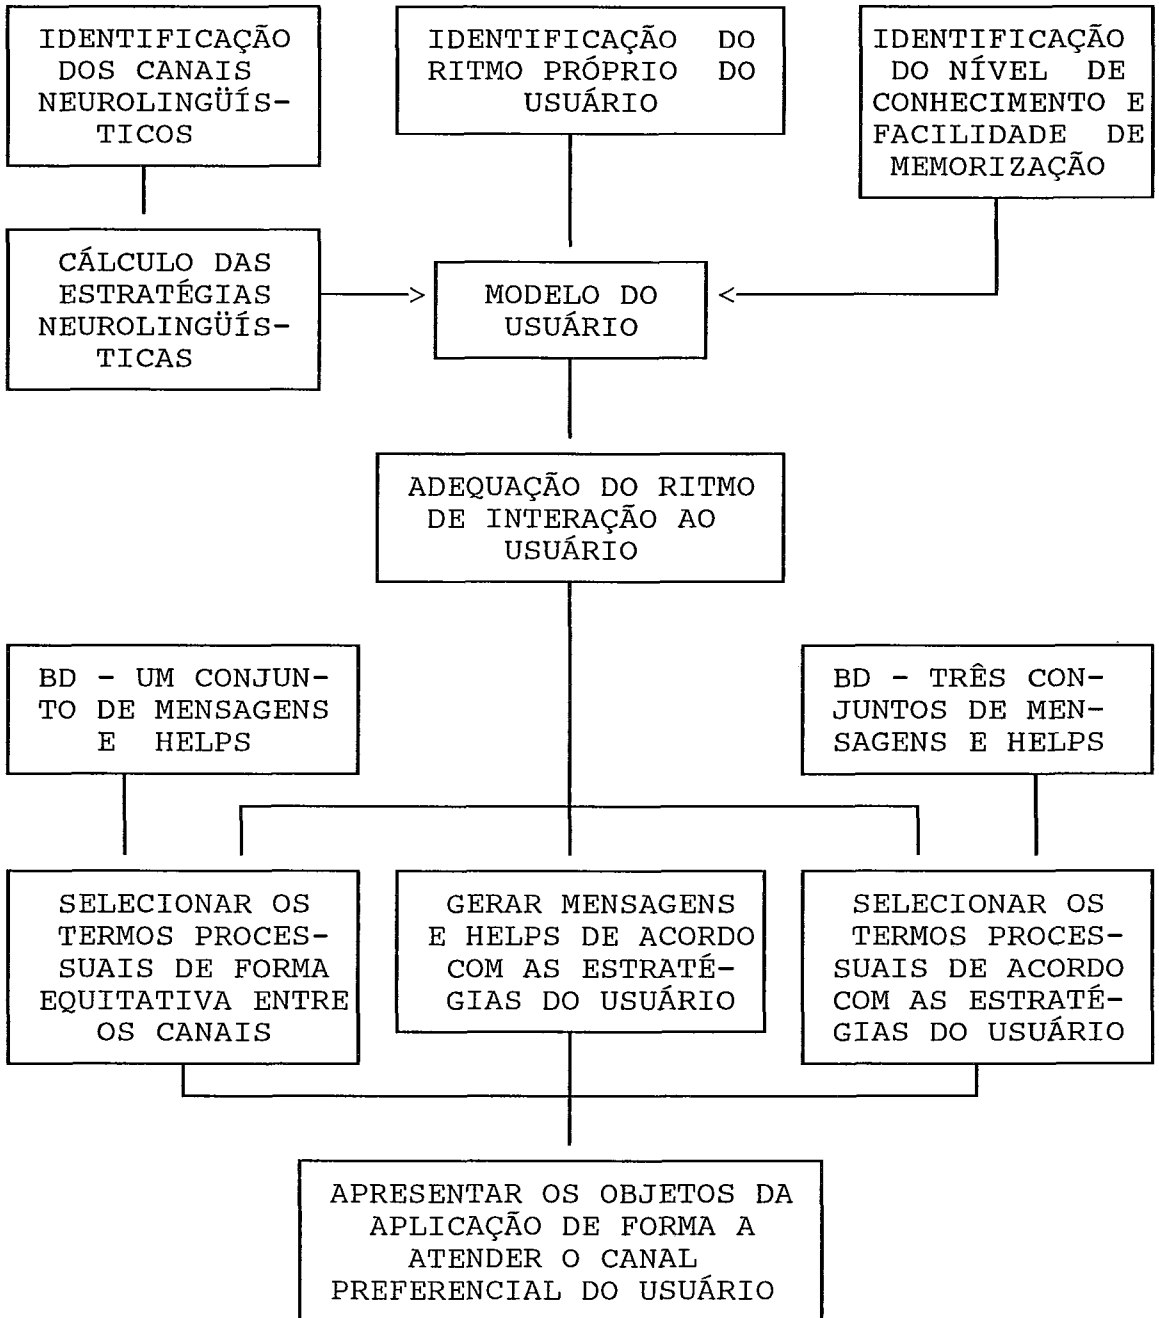 IDENTIFICAÇÃO
DOS CANAIS
NEUROLINGÜÍS-
TICOS
IDENTIFICAÇÃO DO
RITMO PRÓPRIO DO
USUÁRIO
IDENTIFICAÇÃO
DO NÍVEL DE
CONHECIMENTO E
FACILIDADE DE
MEMORIZAÇÃO
CÁLCULO DAS
ESTRATÉGIAS
NEUROLINGÜÍS-
TICAS
MODELO DO
USUÁRIO
ADEQUAÇÃO DO RITMO
DE INTERAÇÃO AO
USUÁRIO
BD - UM CONJUN-
TO DE MENSAGENS
E HELPS
BD - TRÊS CON-
JUNTOS DE MEN-
SAGENS E HELPS
SELECIONAR OS
TERMOS PROCES-
SUAIS DE FORMA
EQUITATIVA ENTRE
OS CANAIS
GERAR MENSAGENS
E HELPS DE ACORDO
COM AS ESTRATÉ-
GIAS DO USUÁRIO
SELECIONAR OS
TERMOS PROCES-
SUAIS DE ACORDO
COM AS ESTRATÉ-
GIAS DO USUÁRIO
APRESENTAR OS OBJETOS DA
APLICAÇÃO DE FORMA A
ATENDER O CANAL
PREFERENCIAL DO USUÁRIO